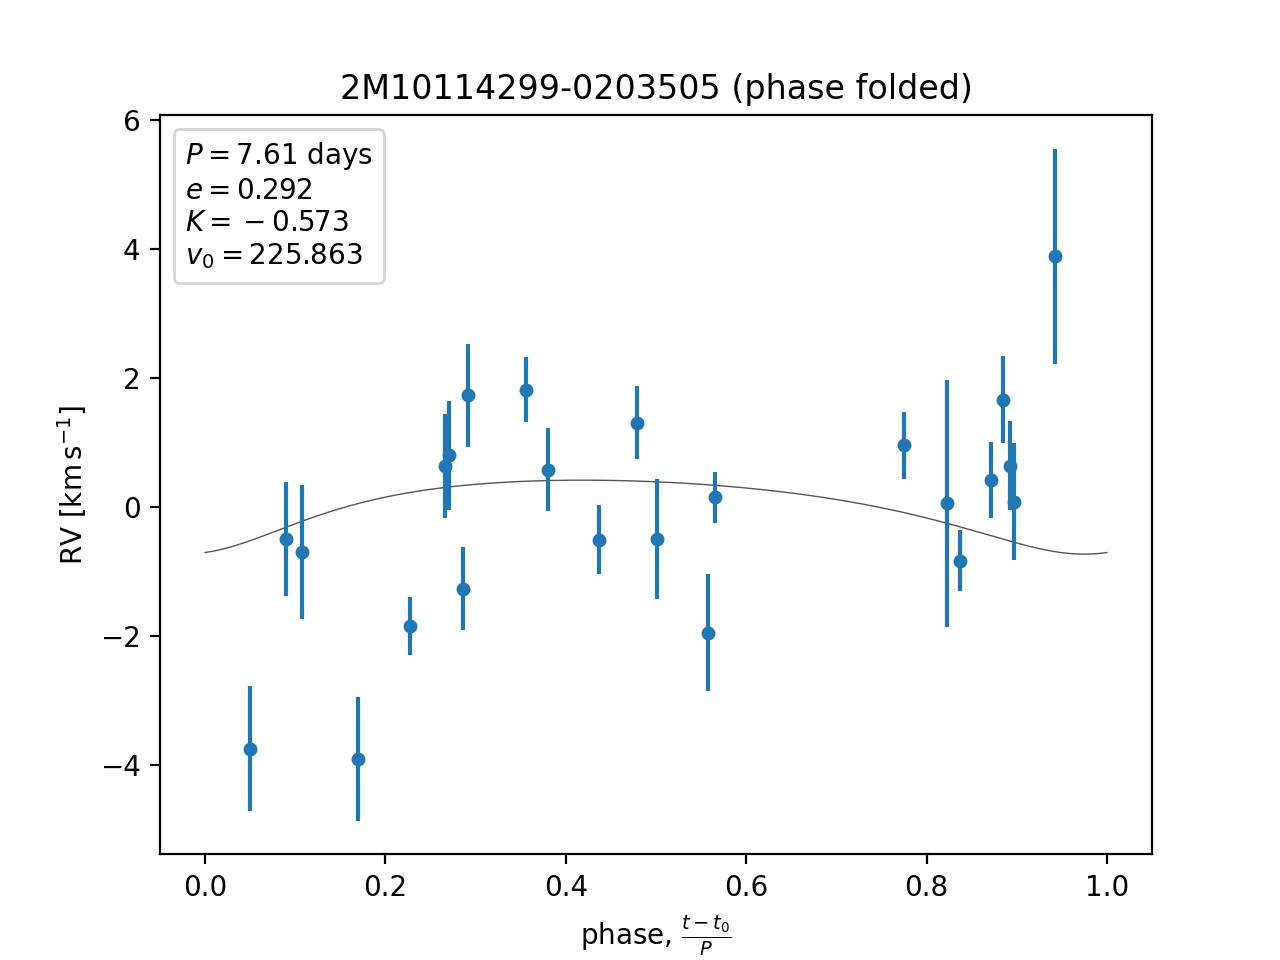 2M10114299-0203505 (phase folded)
P = 7.61 days
e = 0.292
K = −0.573
v₀ = 225.863
6
4
2
0
−2
−4
RV [km s⁻¹]
0.0 0.2 0.4 0.6 0.8 1.0
phase, (t − t₀)/P